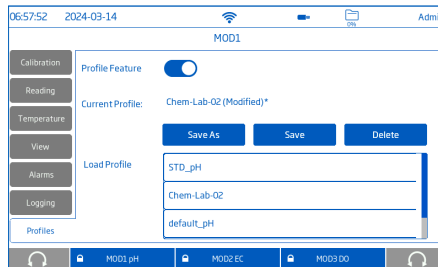 06:57:52 2024-03-14 0% Admi
MOD1
Calibration
Profile Feature
Reading
Current Profile: Chem-Lab-02 (Modified)*
Temperature
Save As Save Delete
View
Load Profile STD_pH
Alarms
Chem-Lab-02
Logging
default_pH
Profiles
MOD1 pH MOD2 EC MOD3 DO